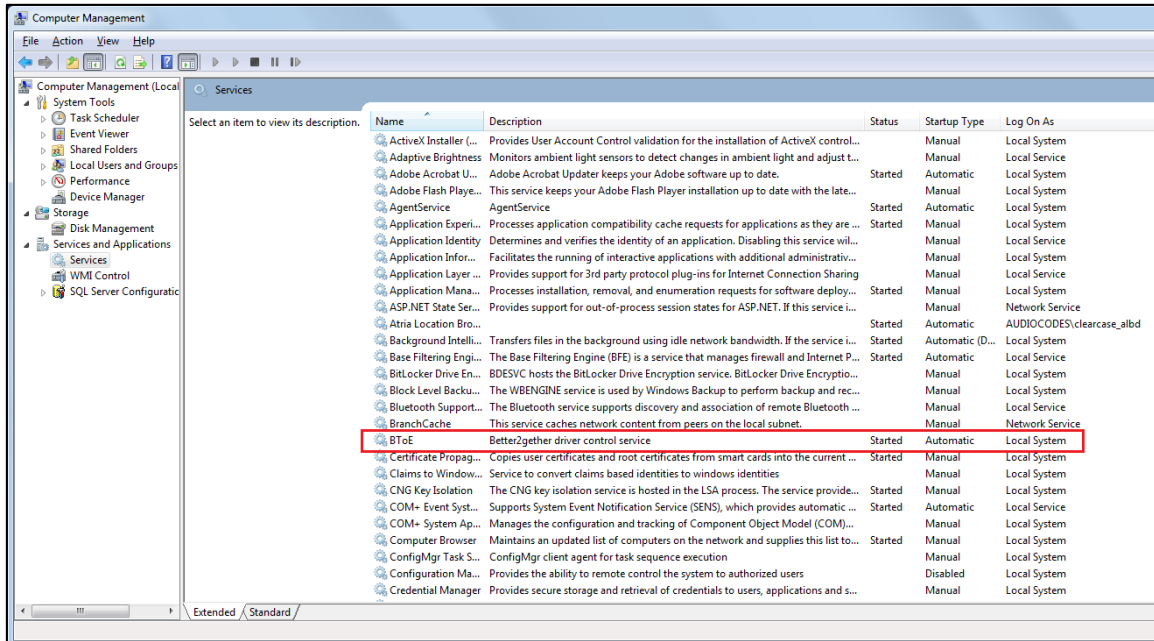 Computer Management
File Action View Help
Computer Management (Local
System Tools
Task Scheduler
Event Viewer
Shared Folders
Local Users and Groups
Performance
Device Manager
Storage
Disk Management
Services and Applications
Services
WMI Control
SQL Server Configuratic
Services
Select an item to view its description.
Name Description Status Startup Type Log On As
ActiveX Installer (... Provides User Account Control validation for the installation of ActiveX control... Manual Local System
Adaptive Brightness Monitors ambient light sensors to detect changes in ambient light and adjust t... Manual Local Service
Adobe Acrobat U... Adobe Acrobat Updater keeps your Adobe software up to date. Started Automatic Local System
Adobe Flash Playe... This service keeps your Adobe Flash Player installation up to date with the late... Manual Local System
AgentService AgentService Started Automatic Local System
Application Experi... Processes application compatibility cache requests for applications as they are ... Started Manual Local System
Application Identity Determines and verifies the identity of an application. Disabling this service wil... Manual Local Service
Application Infor... Facilitates the running of interactive applications with additional administrativ... Manual Local System
Application Layer ... Provides support for 3rd party protocol plug-ins for Internet Connection Sharing Manual Local Service
Application Mana... Processes installation, removal, and enumeration requests for software deploy... Started Manual Local System
ASP.NET State Ser... Provides support for out-of-process session states for ASP.NET. If this service i... Manual Network Service
Atria Location Bro... Started Automatic AUDIOCODES\clearcase_albd
Background Intelli... Transfers files in the background using idle network bandwidth. If the service i... Started Automatic (D... Local System
Base Filtering Engi... The Base Filtering Engine (BFE) is a service that manages firewall and Internet P... Started Automatic Local Service
BitLocker Drive En... BDESVC hosts the BitLocker Drive Encryption service. BitLocker Drive Encryptio... Manual Local System
Block Level Backu... The WBENGINE service is used by Windows Backup to perform backup and rec... Manual Local System
Bluetooth Support... The Bluetooth service supports discovery and association of remote Bluetooth ... Manual Local Service
BranchCache This service caches network content from peers on the local subnet. Manual Network Service
BToE Better2gether driver control service Started Automatic Local System
Certificate Propag... Copies user certificates and root certificates from smart cards into the current ... Started Manual Local System
Claims to Window... Service to convert claims based identities to windows identities Manual Local System
CNG Key Isolation The CNG key isolation service is hosted in the LSA process. The service provide... Started Manual Local System
COM+ Event Syst... Supports System Event Notification Service (SENS), which provides automatic ... Started Automatic Local Service
COM+ System Ap... Manages the configuration and tracking of Component Object Model (COM)... Manual Local System
Computer Browser Maintains an updated list of computers on the network and supplies this list to... Started Manual Local System
ConfigMgr Task S... ConfigMgr client agent for task sequence execution Manual Local System
Configuration Ma... Provides the ability to remote control the system to authorized users Disabled Local System
Credential Manager Provides secure storage and retrieval of credentials to users, applications and s... Manual Local System
Extended Standard